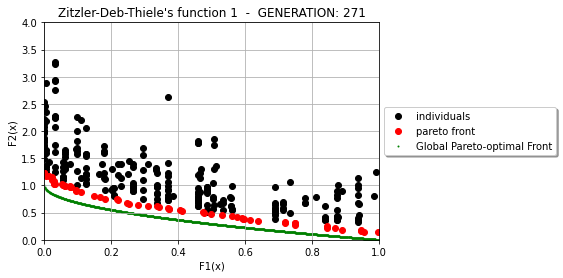 Zitzler-Deb-Thiele's function 1 - GENERATION: 271
4.0
3.5
3.0
2.5
2.0
1.5
1.0
0.5
0.0
F2(x)
0.0 0.2 0.4 0.6 0.8 1.0
F1(x)
individuals
pareto front
Global Pareto-optimal Front